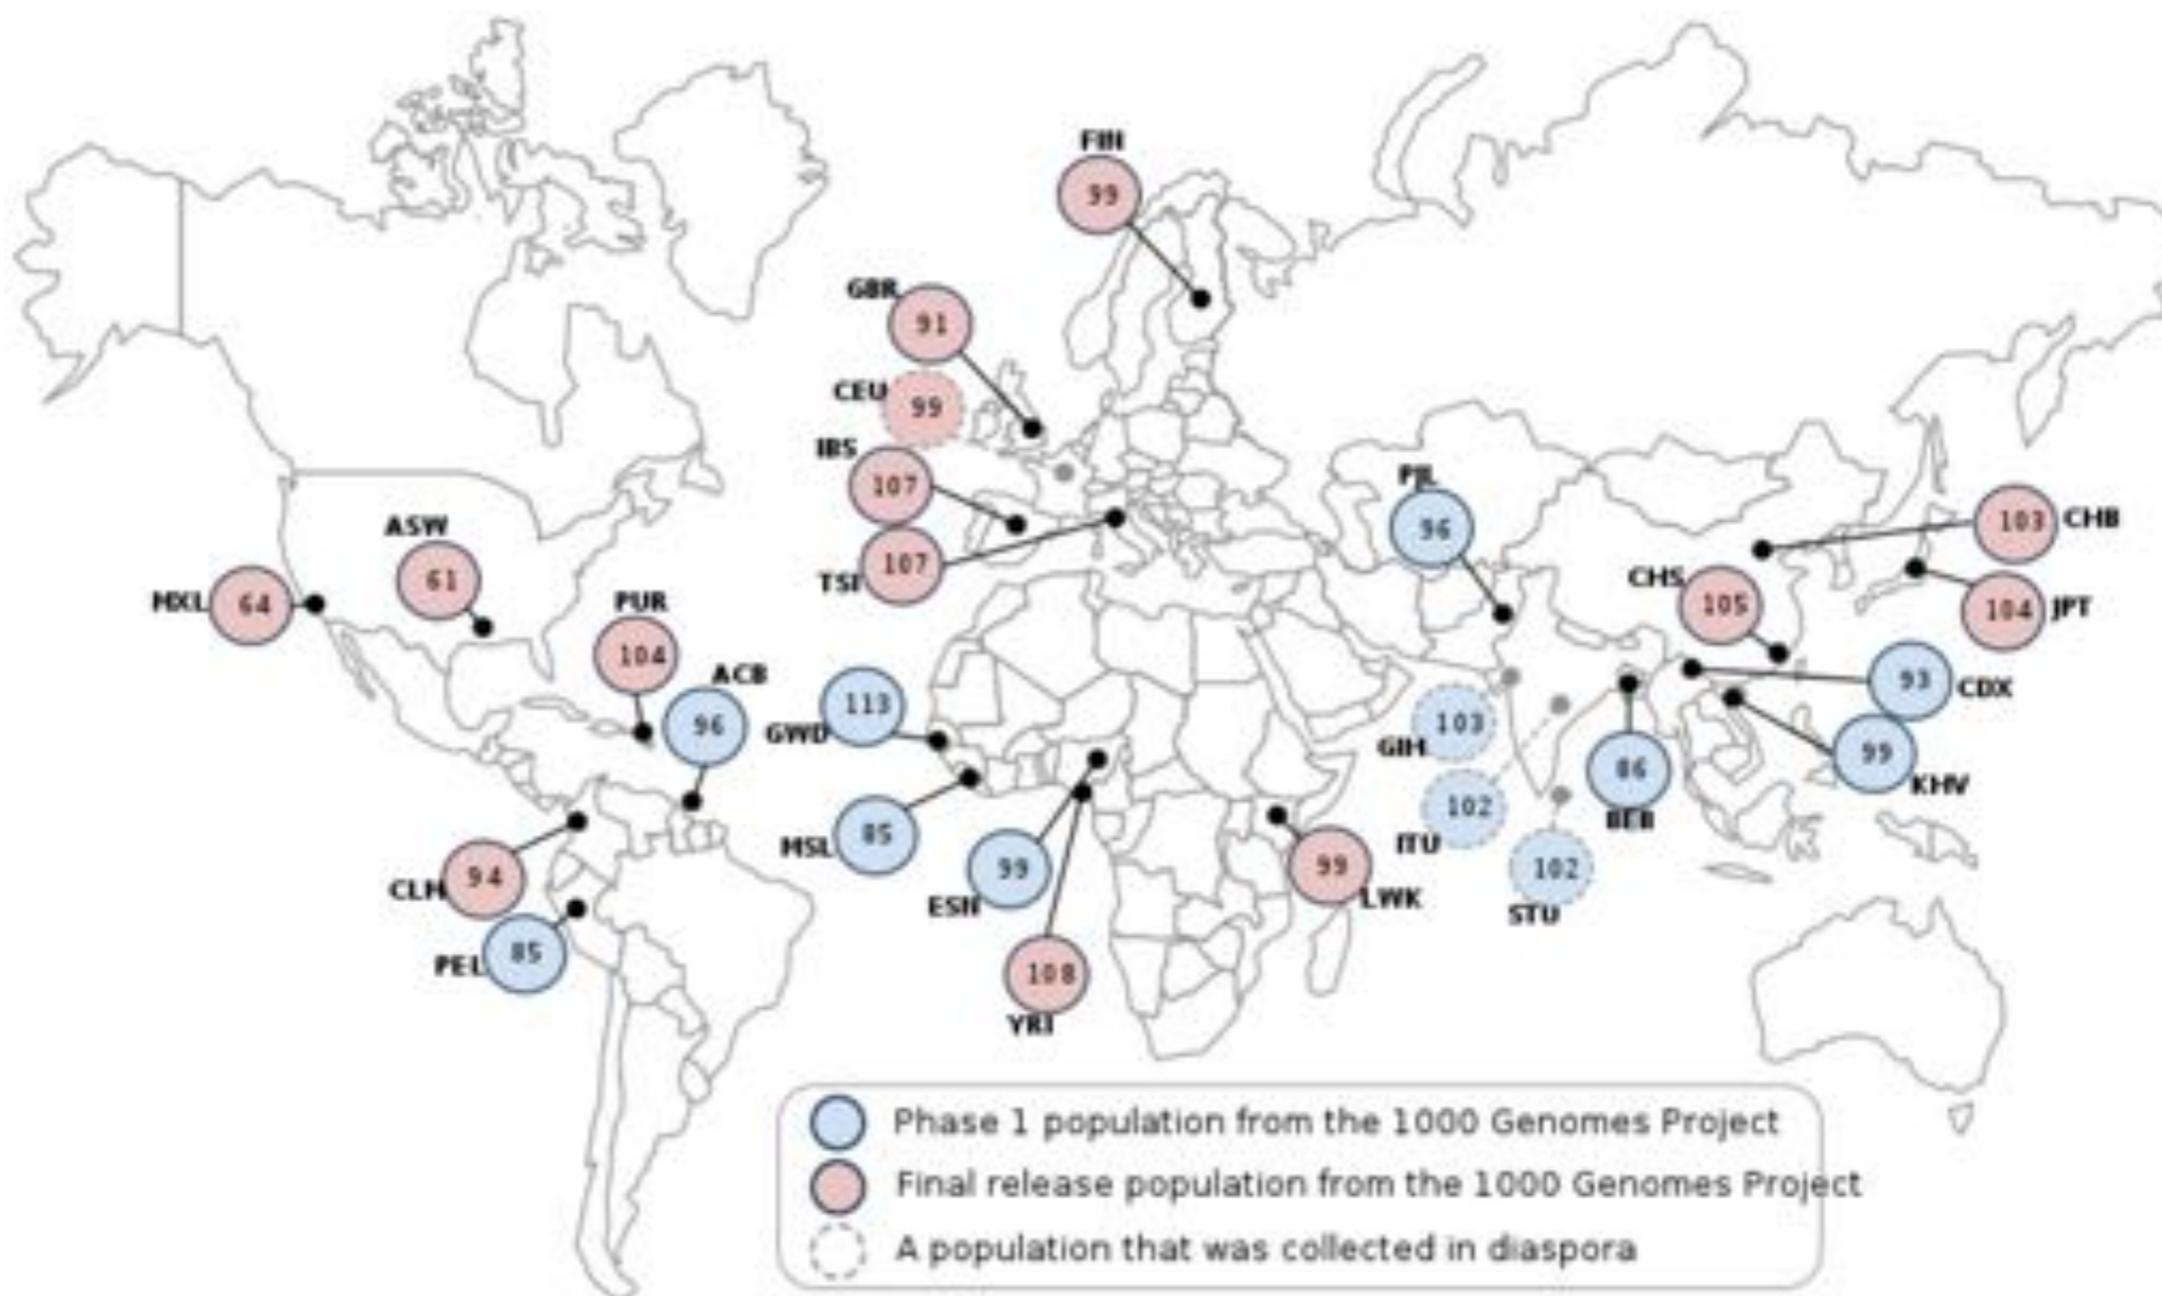 FIN
99
GBR
91
CEU
99
IBS
107
TSI
107
PJL
96
CHB
103
CHS
105
JPT
104
CDX
93
KHV
99
ASW
61
MXL
64
PUR
104
ACB
96
GWD
113
MSL
85
ESN
99
YRI
108
LWK
99
GIH
103
ITU
102
STU
102
BEB
86
CLM
94
PEL
85
Phase 1 population from the 1000 Genomes Project
Final release population from the 1000 Genomes Project
A population that was collected in diaspora